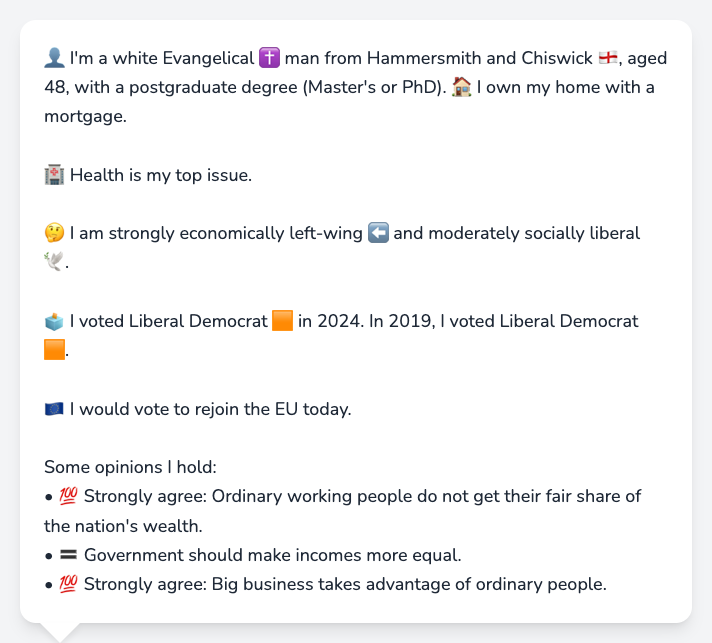 👤 I'm a white Evangelical ✝️ man from Hammersmith and Chiswick 🏴󠁧󠁢󠁥󠁮󠁧󠁿, aged
48, with a postgraduate degree (Master's or PhD). 🏠 I own my home with a
mortgage.
🏥 Health is my top issue.
🤔 I am strongly economically left-wing ⬅️ and moderately socially liberal
🕊️.
🗳️ I voted Liberal Democrat 🟧 in 2024. In 2019, I voted Liberal Democrat
🟧.
🇪🇺 I would vote to rejoin the EU today.
Some opinions I hold:
• 💯 Strongly agree: Ordinary working people do not get their fair share of
the nation's wealth.
• 🟰 Government should make incomes more equal.
• 💯 Strongly agree: Big business takes advantage of ordinary people.